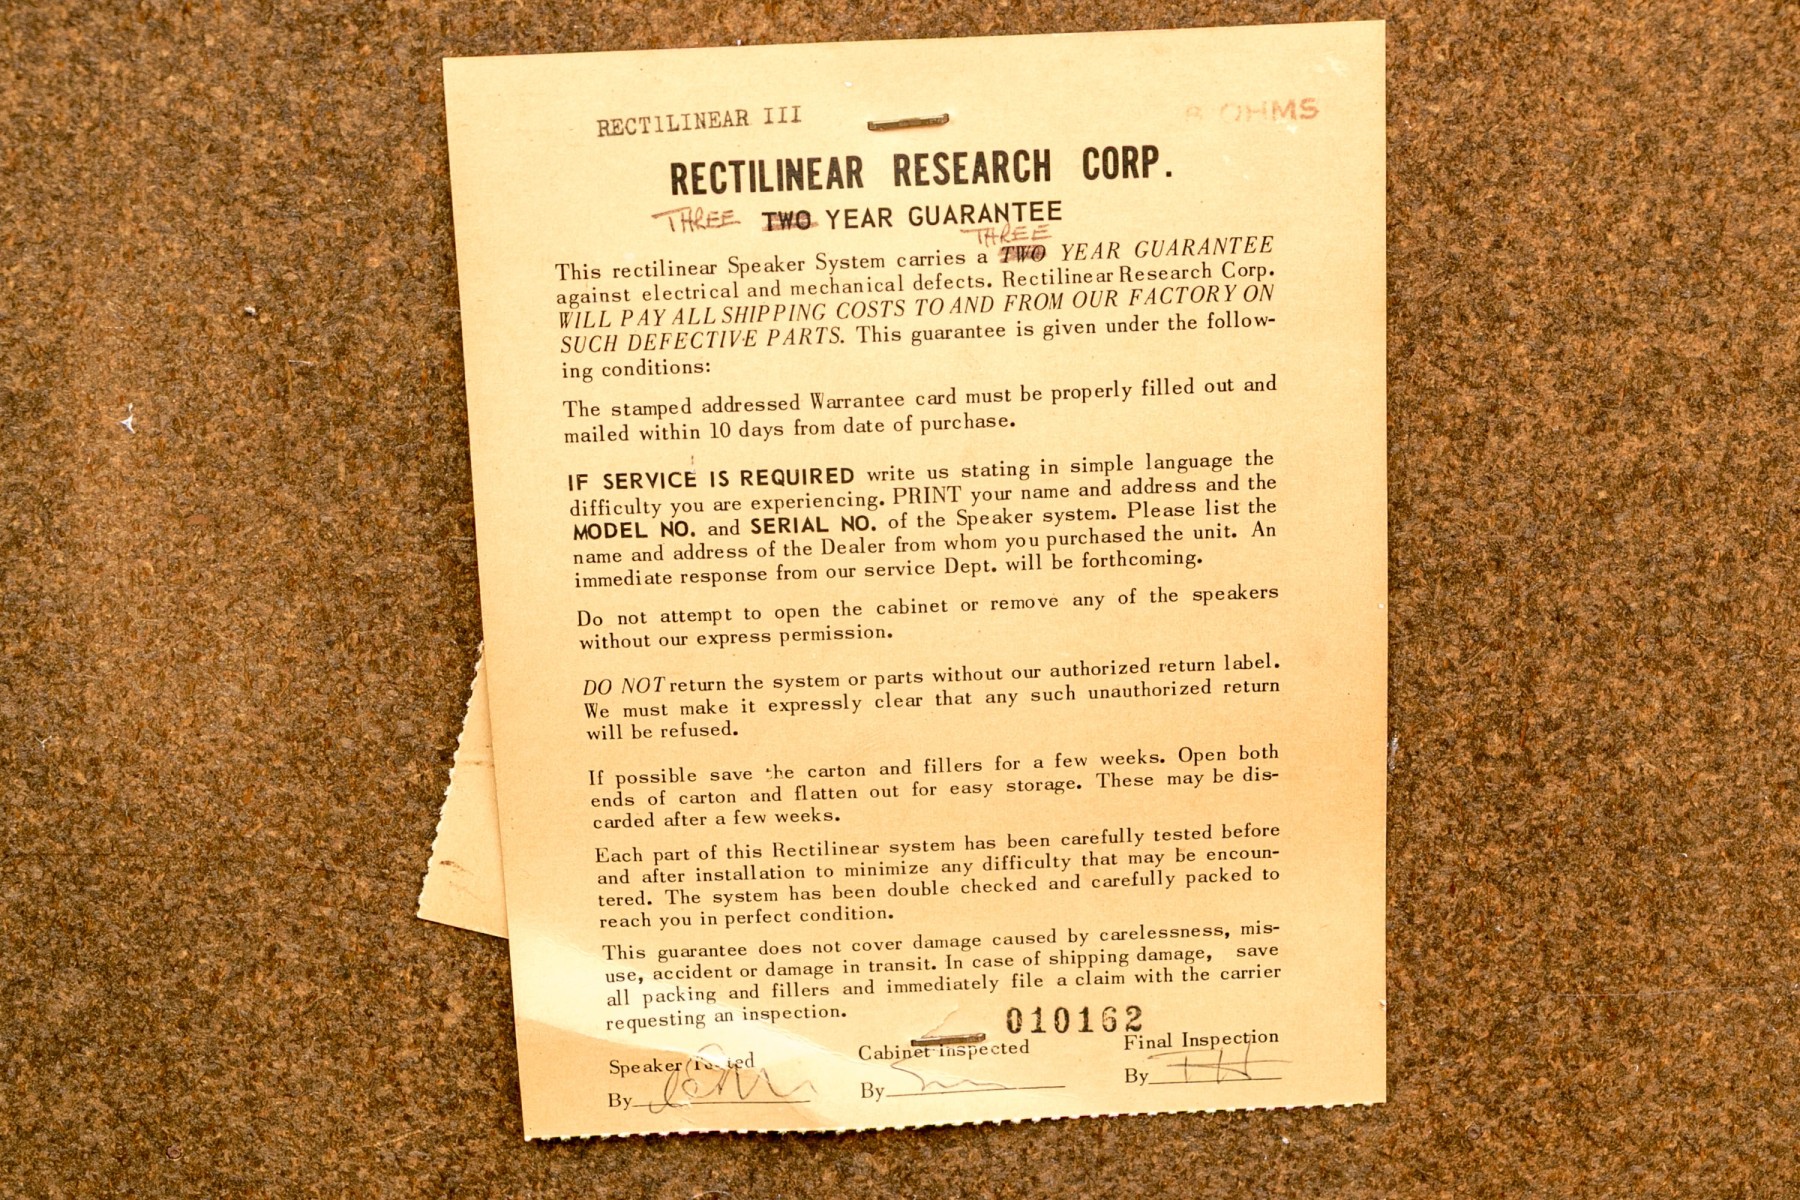 RECT1LINEAR III
8 OHMS
RECTILINEAR RESEARCH CORP.
THREE TWO YEAR GUARANTEE
THREE
This rectilinear Speaker System carries a TWO YEAR GUARANTEE
against electrical and mechanical defects. Rectilinear Research Corp.
WILL PAY ALL SHIPPING COSTS TO AND FROM OUR FACTORY ON
SUCH DEFECTIVE PARTS. This guarantee is given under the follow-
ing conditions:
The stamped addressed Warrantee card must be properly filled out and
mailed within 10 days from date of purchase.
IF SERVICE IS REQUIRED write us stating in simple language the
difficulty you are experiencing. PRINT your name and address and the
MODEL NO. and SERIAL NO. of the Speaker system. Please list the
name and address of the Dealer from whom you purchased the unit. An
immediate response from our service Dept. will be forthcoming.
Do not attempt to open the cabinet or remove any of the speakers
without our express permission.
DO NOT return the system or parts without our authorized return label.
We must make it expressly clear that any such unauthorized return
will be refused.
If possible save the carton and fillers for a few weeks. Open both
ends of carton and flatten out for easy storage. These may be dis-
carded after a few weeks.
Each part of this Rectilinear system has been carefully tested before
and after installation to minimize any difficulty that may be encoun-
tered. The system has been double checked and carefully packed to
reach you in perfect condition.
This guarantee does not cover damage caused by carelessness, mis-
use, accident or damage in transit. In case of shipping damage, save
all packing and fillers and immediately file a claim with the carrier
requesting an inspection.
010162
Speaker Tested
Cabinet Inspected
Final Inspection
By
By
By